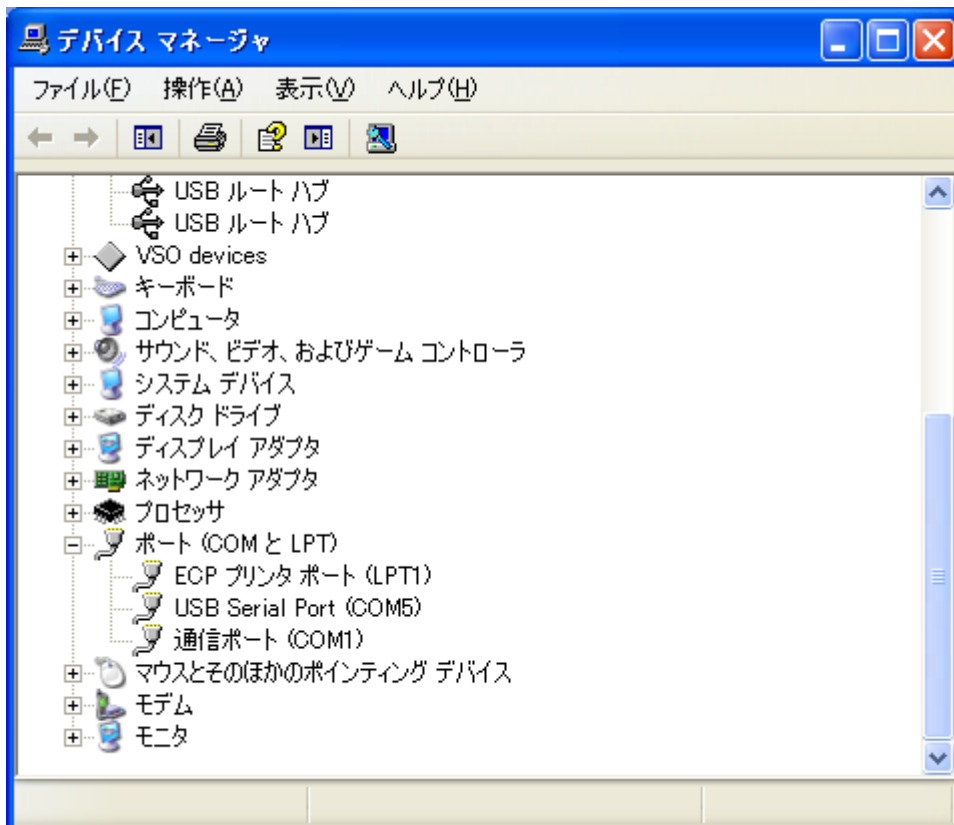 デバイス マネージャ
ファイル(F) 操作(A) 表示(V) ヘルプ(H)
USB ルート ハブ
USB ルート ハブ
VSO devices
キーボード
コンピュータ
サウンド、ビデオ、およびゲーム コントローラ
システム デバイス
ディスク ドライブ
ディスプレイ アダプタ
ネットワーク アダプタ
プロセッサ
ポート (COM と LPT)
ECP プリンタ ポート (LPT1)
USB Serial Port (COM5)
通信ポート (COM1)
マウスとそのほかのポインティング デバイス
モデム
モニタ